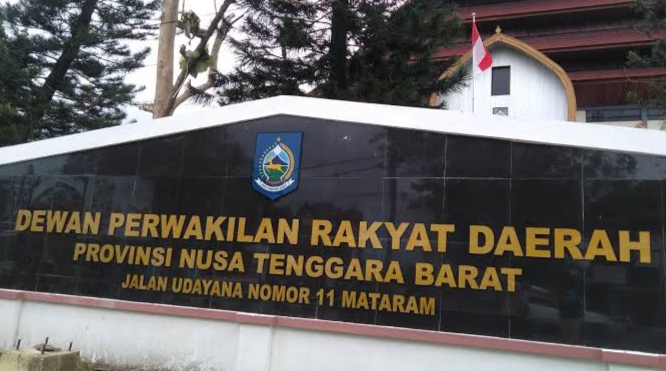 DEWAN PERWAKILAN RAKYAT DAERAH
PROVINSI NUSA TENGGARA BARAT
JALAN UDAYANA NOMOR 11 MATARAM